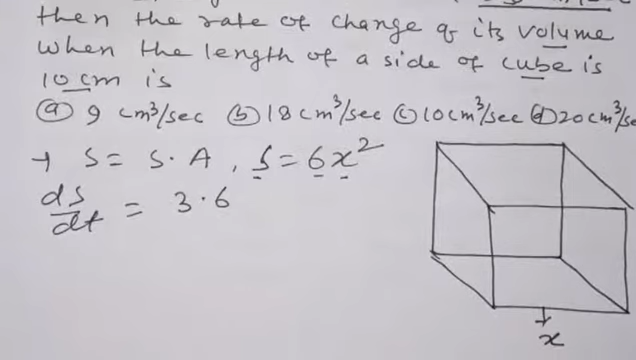 then the rate of change of its volume
when the length of a side of cube is
10 cm is
(a) 9 cm³/sec (b) 18 cm³/sec (c) 10 cm³/sec (d) 20 cm³/se
→ S = S. A, S = 6x²
dS/dt = 3.6
x